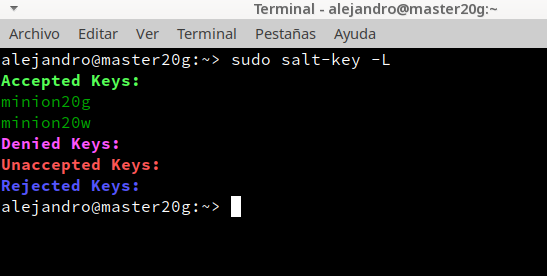 Terminal - alejandro@master20g:~
Archivo Editar Ver Terminal Pestañas Ayuda
alejandro@master20g:~> sudo salt-key -L
Accepted Keys:
minion20g
minion20w
Denied Keys:
Unaccepted Keys:
Rejected Keys:
alejandro@master20g:~>